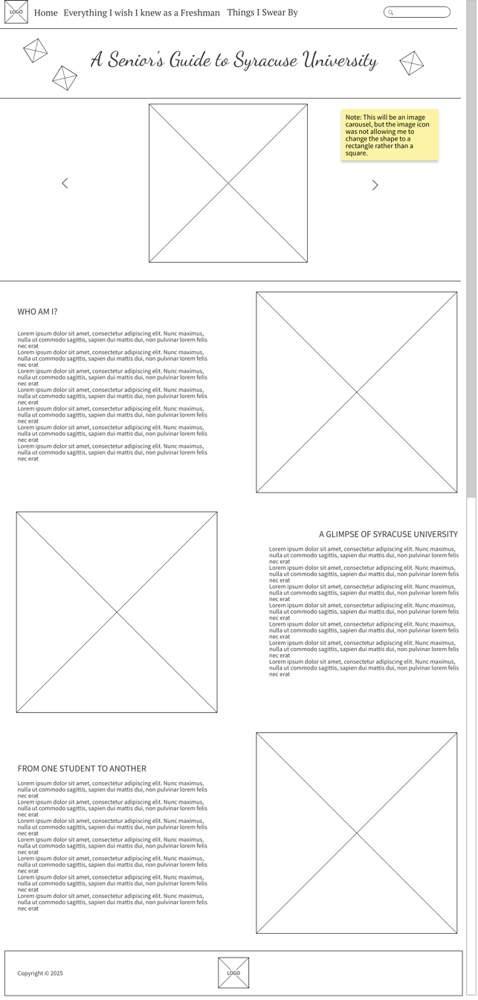 LOGO Home Everything I wish I knew as a Freshman Things I Swear By
A Senior's Guide to Syracuse University
Note: This will be an image
carousel, but the image icon
was not allowing me to
change the shape to a
rectangle rather than a
square.
WHO AM I?
Lorem ipsum dolor sit amet, consectetur adipiscing elit. Nunc maximus,
nulla ut commodo sagittis, sapien dui mattis dui, non pulvinar lorem felis
nec erat
Lorem ipsum dolor sit amet, consectetur adipiscing elit. Nunc maximus,
nulla ut commodo sagittis, sapien dui mattis dui, non pulvinar lorem felis
nec erat
Lorem ipsum dolor sit amet, consectetur adipiscing elit. Nunc maximus,
nulla ut commodo sagittis, sapien dui mattis dui, non pulvinar lorem felis
nec erat
Lorem ipsum dolor sit amet, consectetur adipiscing elit. Nunc maximus,
nulla ut commodo sagittis, sapien dui mattis dui, non pulvinar lorem felis
nec erat
Lorem ipsum dolor sit amet, consectetur adipiscing elit. Nunc maximus,
nulla ut commodo sagittis, sapien dui mattis dui, non pulvinar lorem felis
nec erat
Lorem ipsum dolor sit amet, consectetur adipiscing elit. Nunc maximus,
nulla ut commodo sagittis, sapien dui mattis dui, non pulvinar lorem felis
nec erat
Lorem ipsum dolor sit amet, consectetur adipiscing elit. Nunc maximus,
nulla ut commodo sagittis, sapien dui mattis dui, non pulvinar lorem felis
nec erat
A GLIMPSE OF SYRACUSE UNIVERSITY
Lorem ipsum dolor sit amet, consectetur adipiscing elit. Nunc maximus,
nulla ut commodo sagittis, sapien dui mattis dui, non pulvinar lorem felis
nec erat
Lorem ipsum dolor sit amet, consectetur adipiscing elit. Nunc maximus,
nulla ut commodo sagittis, sapien dui mattis dui, non pulvinar lorem felis
nec erat
Lorem ipsum dolor sit amet, consectetur adipiscing elit. Nunc maximus,
nulla ut commodo sagittis, sapien dui mattis dui, non pulvinar lorem felis
nec erat
Lorem ipsum dolor sit amet, consectetur adipiscing elit. Nunc maximus,
nulla ut commodo sagittis, sapien dui mattis dui, non pulvinar lorem felis
nec erat
Lorem ipsum dolor sit amet, consectetur adipiscing elit. Nunc maximus,
nulla ut commodo sagittis, sapien dui mattis dui, non pulvinar lorem felis
nec erat
Lorem ipsum dolor sit amet, consectetur adipiscing elit. Nunc maximus,
nulla ut commodo sagittis, sapien dui mattis dui, non pulvinar lorem felis
nec erat
Lorem ipsum dolor sit amet, consectetur adipiscing elit. Nunc maximus,
nulla ut commodo sagittis, sapien dui mattis dui, non pulvinar lorem felis
nec erat
FROM ONE STUDENT TO ANOTHER
Lorem ipsum dolor sit amet, consectetur adipiscing elit. Nunc maximus,
nulla ut commodo sagittis, sapien dui mattis dui, non pulvinar lorem felis
nec erat
Lorem ipsum dolor sit amet, consectetur adipiscing elit. Nunc maximus,
nulla ut commodo sagittis, sapien dui mattis dui, non pulvinar lorem felis
nec erat
Lorem ipsum dolor sit amet, consectetur adipiscing elit. Nunc maximus,
nulla ut commodo sagittis, sapien dui mattis dui, non pulvinar lorem felis
nec erat
Lorem ipsum dolor sit amet, consectetur adipiscing elit. Nunc maximus,
nulla ut commodo sagittis, sapien dui mattis dui, non pulvinar lorem felis
nec erat
Lorem ipsum dolor sit amet, consectetur adipiscing elit. Nunc maximus,
nulla ut commodo sagittis, sapien dui mattis dui, non pulvinar lorem felis
nec erat
Lorem ipsum dolor sit amet, consectetur adipiscing elit. Nunc maximus,
nulla ut commodo sagittis, sapien dui mattis dui, non pulvinar lorem felis
nec erat
Lorem ipsum dolor sit amet, consectetur adipiscing elit. Nunc maximus,
nulla ut commodo sagittis, sapien dui mattis dui, non pulvinar lorem felis
nec erat
Copyright © 2025 LOGO